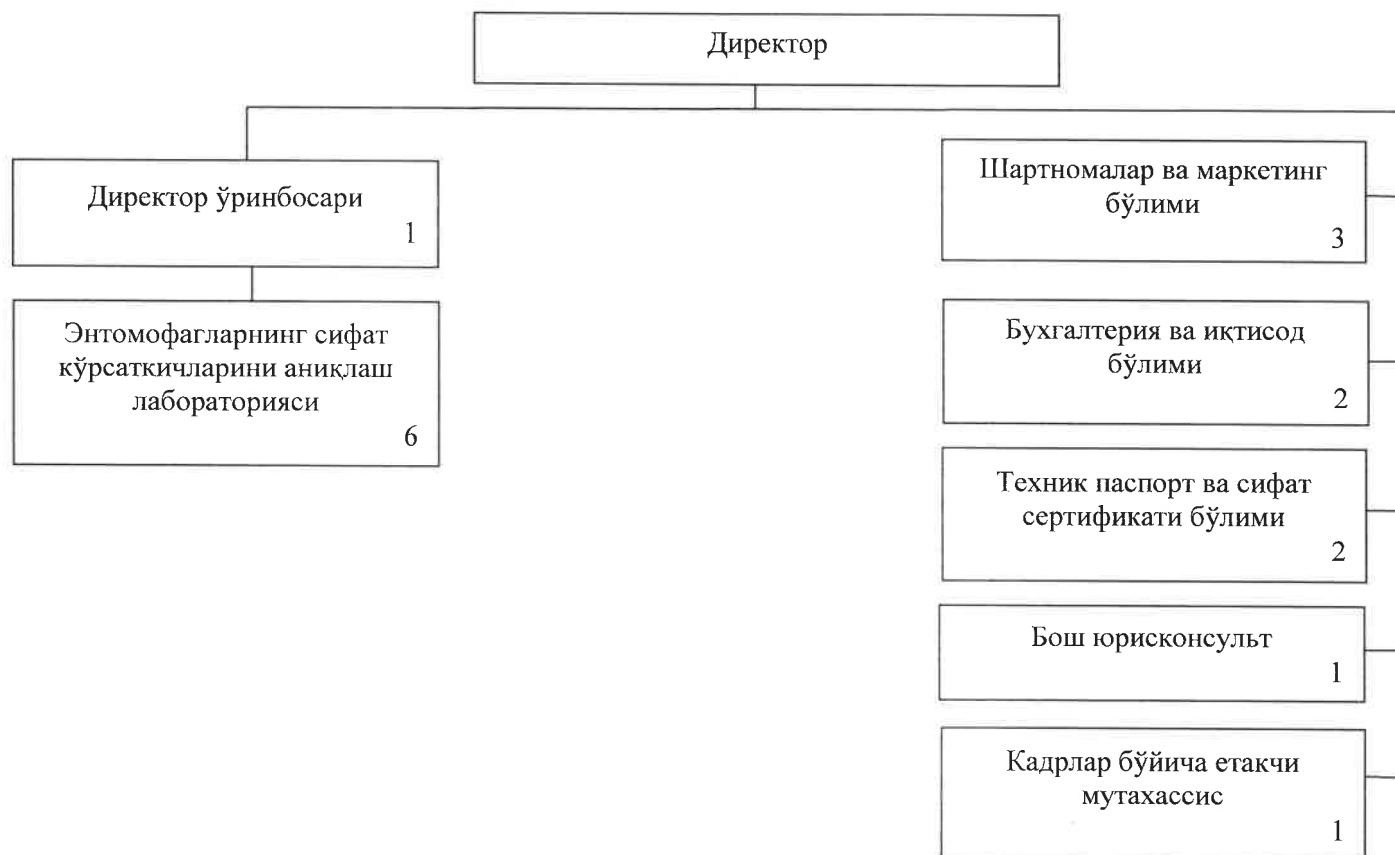 Директор
Директор ўринбосари
1
Энтомофагларнинг сифат
кўрсаткичларини аниқлаш
лабораторияси
6
Шартномалар ва маркетинг
бўлими
3
Бухгалтерия ва иқтисод
бўлими
2
Техник паспорт ва сифат
сертификати бўлими
2
Бош юрисконсульт
1
Кадрлар бўйича етакчи
мутахассис
1